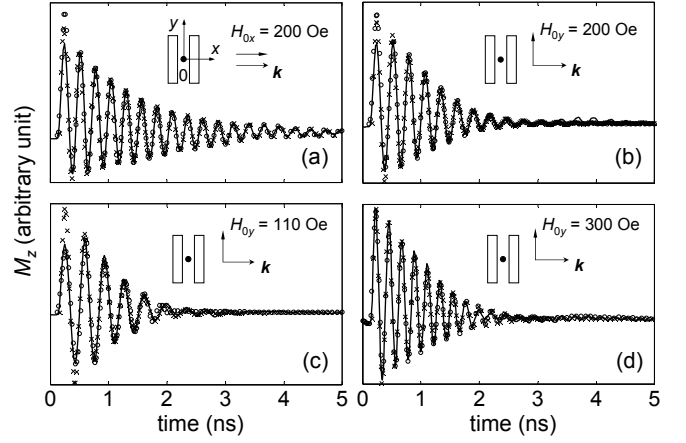 y
H0x = 200 Oe
x
0
k
(a)
H0y = 200 Oe
k
(b)
Mz (arbitrary unit)
H0y = 110 Oe
k
(c)
H0y = 300 Oe
k
(d)
0 1 2 3 4 5
0 1 2 3 4 5
time (ns)
time (ns)